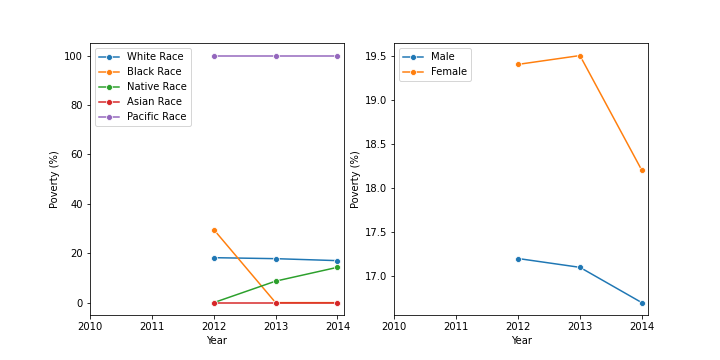 White Race
Black Race
Native Race
Asian Race
Pacific Race
100
80
60
40
20
0
Poverty (%)
2010 2011 2012 2013 2014
Year
Male
Female
19.5
19.0
18.5
18.0
17.5
17.0
Poverty (%)
2010 2011 2012 2013 2014
Year